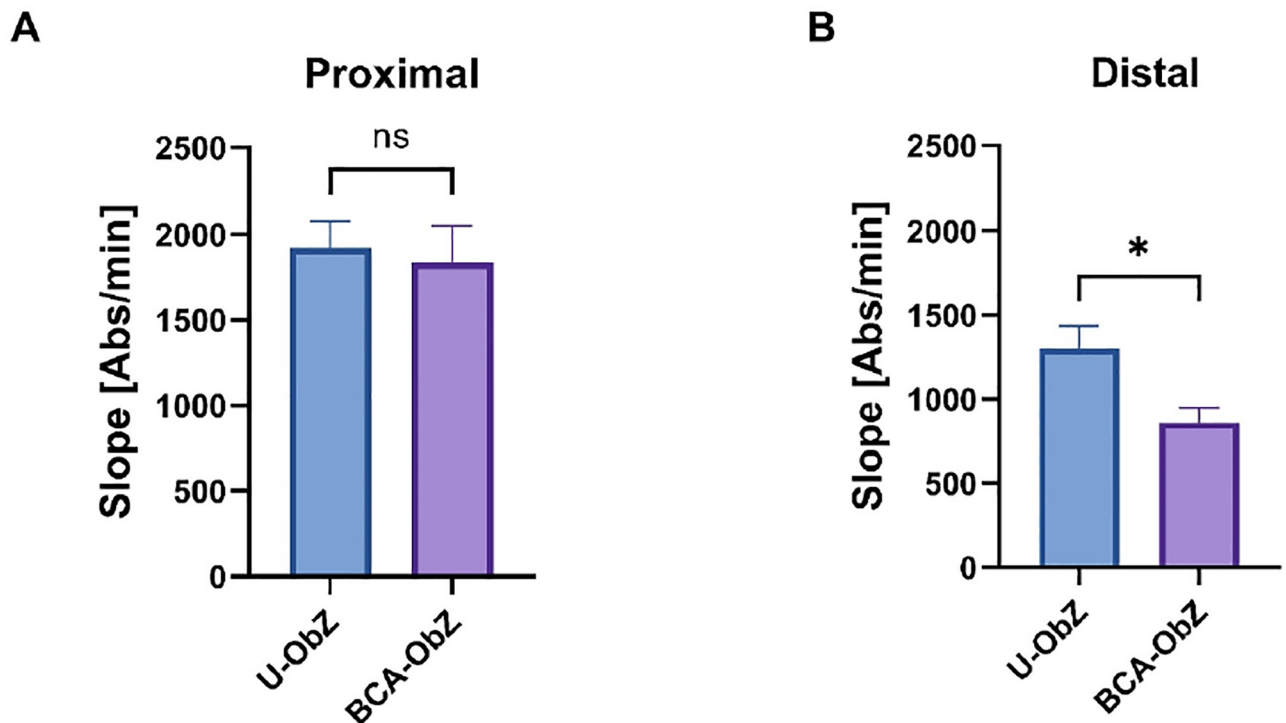 A
Proximal
ns
2500
2000
1500
1000
500
0
Slope [Abs/min]
U-ObZ
BCA-ObZ
B
Distal
*
2500
2000
1500
1000
500
0
Slope [Abs/min]
U-ObZ
BCA-ObZ